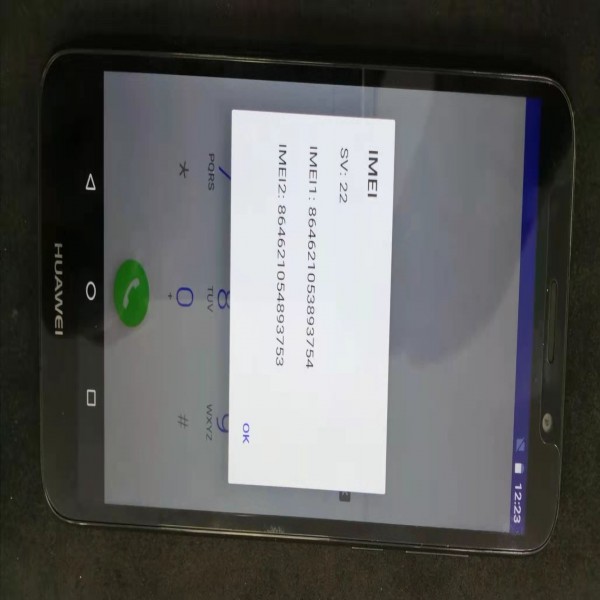 12:23
IMEI
SV: 22
IMEI1: 864621053893754
IMEI2: 864621054893753
OK
7 8 9
PQRS TUV WXYZ
* 0 #
+
HUAWEI